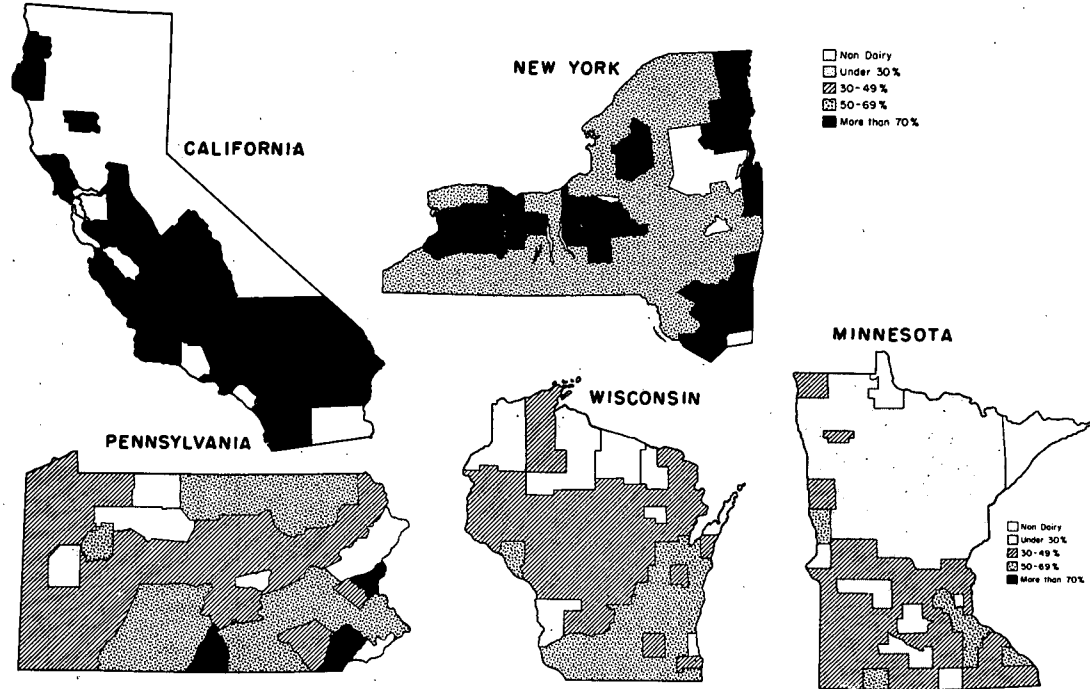 NEW YORK
Non Dairy
Under 30%
30-49%
50-69%
More than 70%
CALIFORNIA
MINNESOTA
WISCONSIN
PENNSYLVANIA
Non Dairy
Under 30%
30-49%
50-69%
More than 70%